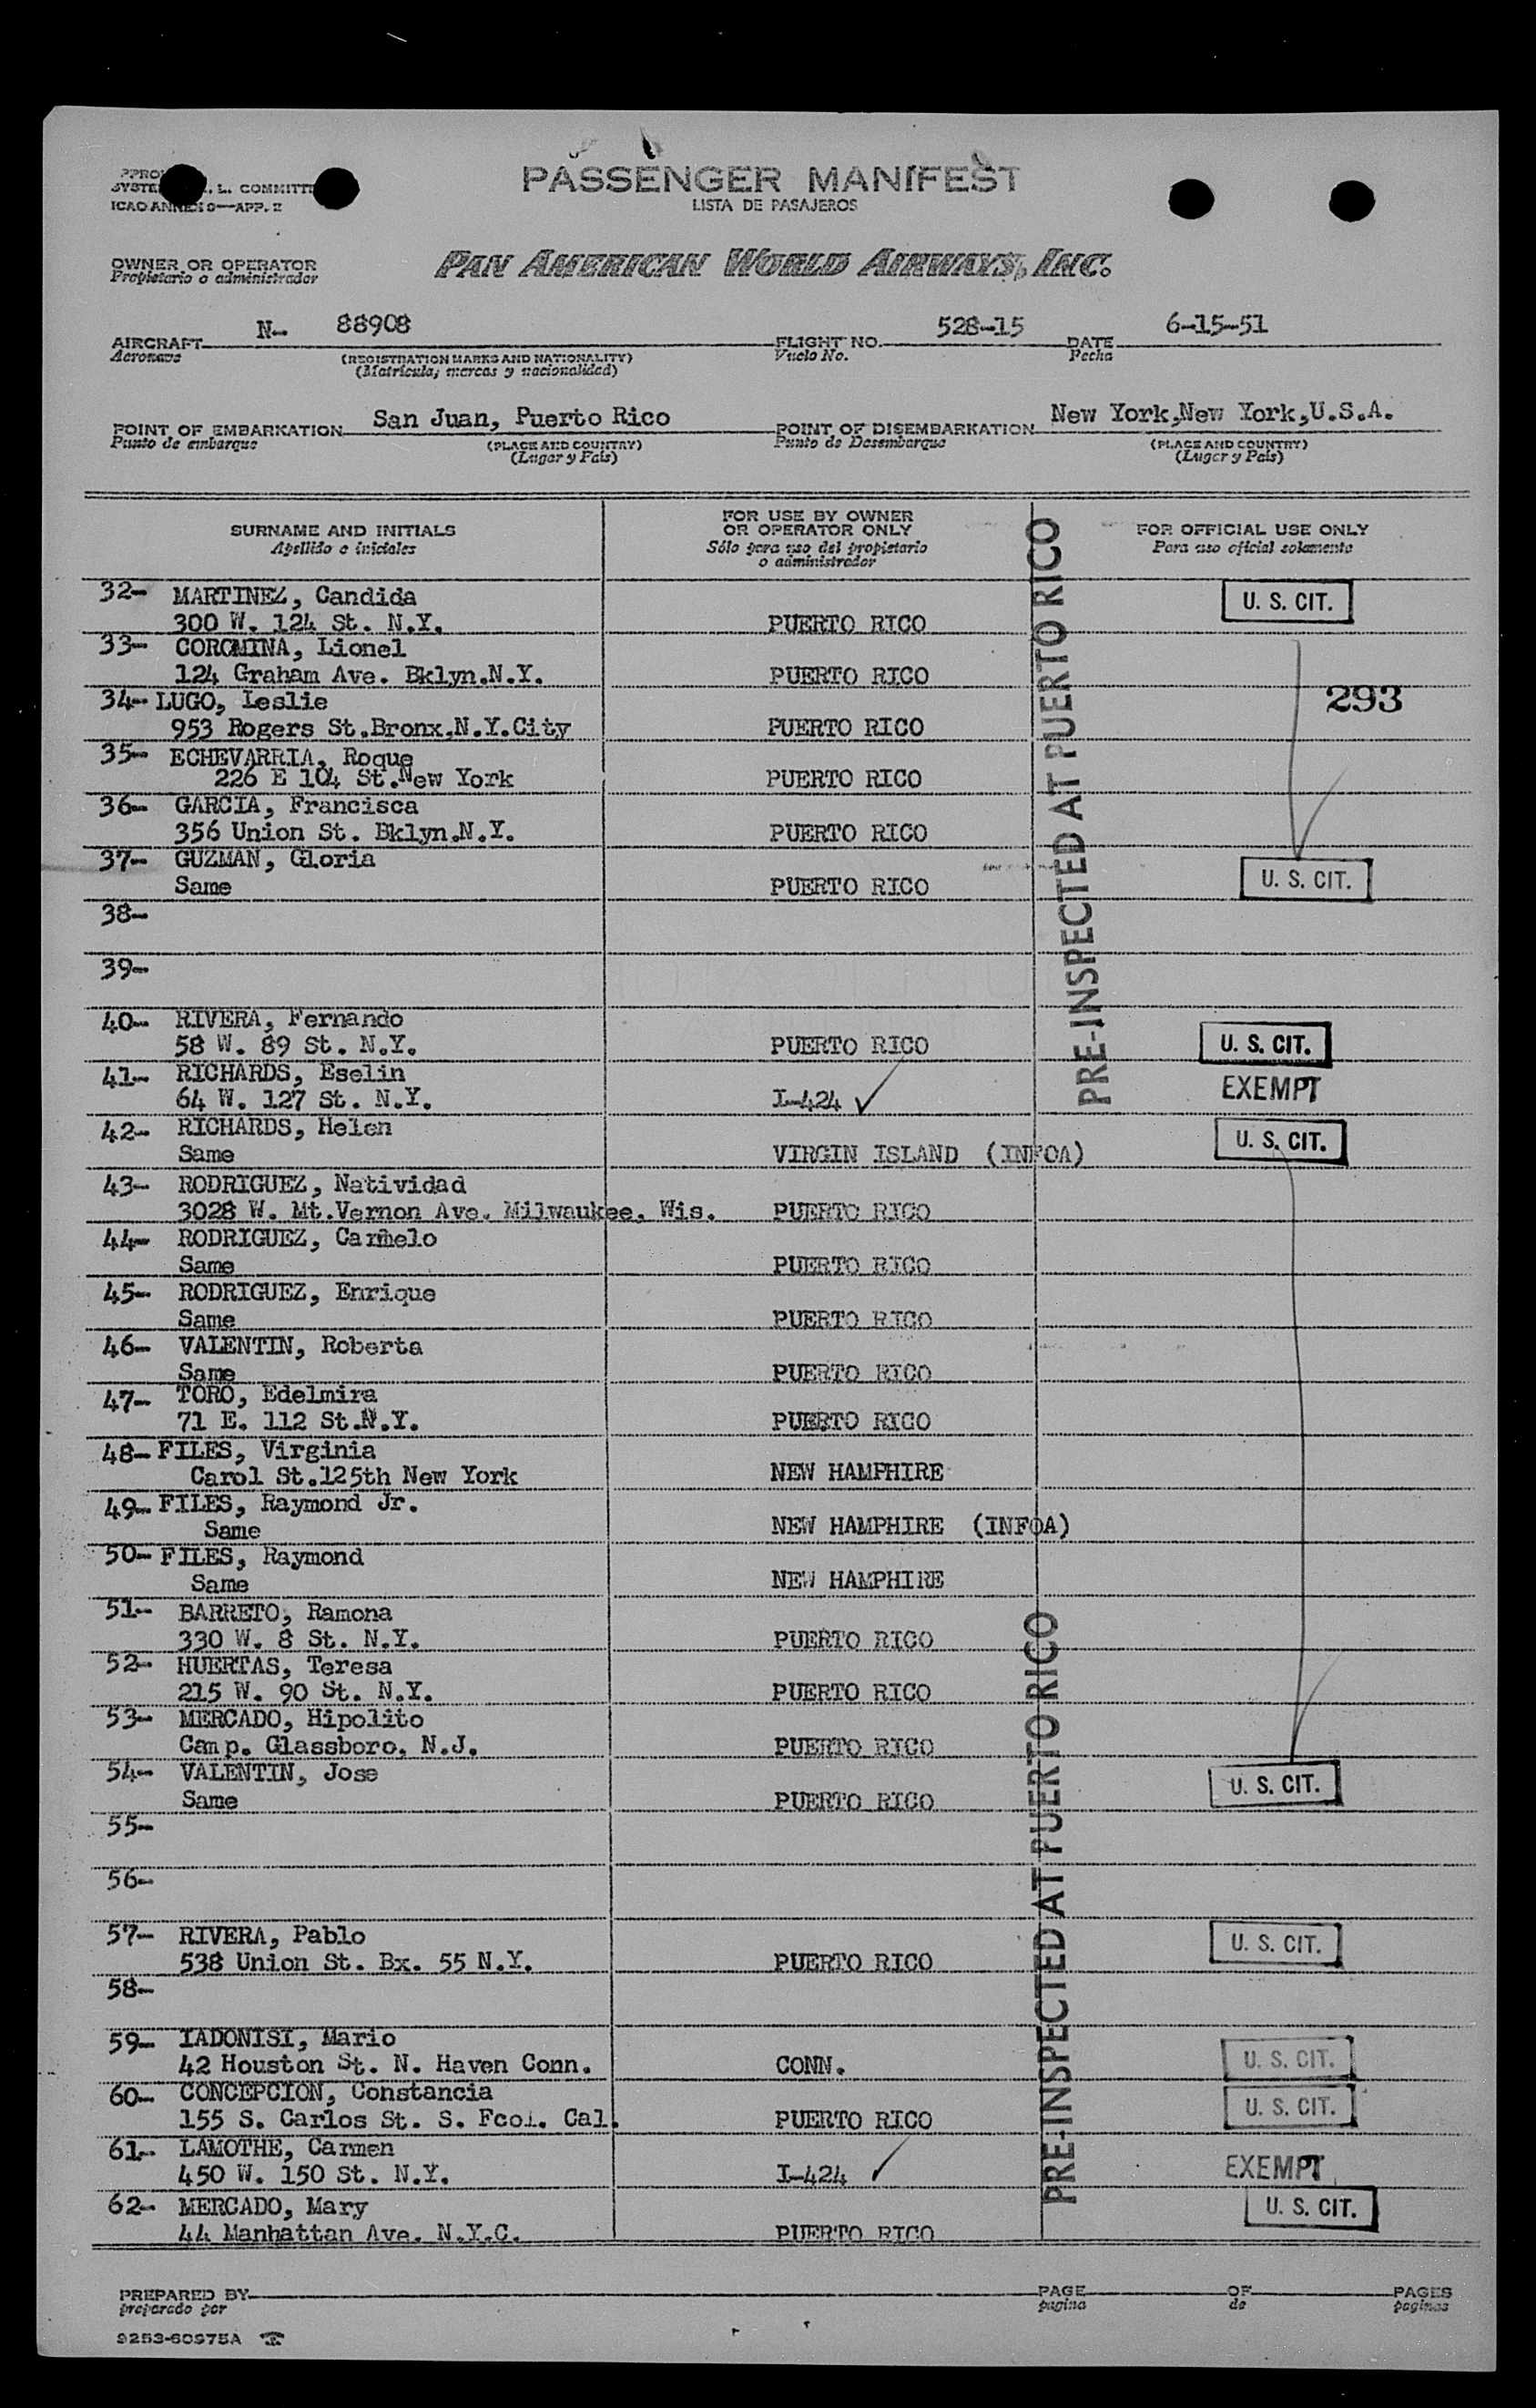 PASSENGER MANIFEST
LISTA DE PASAJEROS
L. COMMITT
ICAO ANNEX 9—APP. 2
OWNER OR OPERATOR
Propietario o administrador
PAN AMERICAN WORLD AIRWAYS, INC.
AIRCRAFT N- 88908 FLIGHT NO. 528-15 DATE 6-15-51
Aeronave (REGISTRATION MARKS AND NATIONALITY) Vuelo No. Fecha
(Matrícula, marcas y nacionalidad)
POINT OF EMBARKATION San Juan, Puerto Rico POINT OF DISEMBARKATION New York,New York,U.S.A.
Punto de embarque (PLACE AND COUNTRY) Punto de Desembarque (PLACE AND COUNTRY)
(Lugar y País) (Lugar y País)
SURNAME AND INITIALS FOR USE BY OWNER OR OPERATOR ONLY FOR OFFICIAL USE ONLY
Apellido e iniciales Sólo para uso del propietario o administrador Para uso oficial solamente
PRE-INSPECTED AT PUERTO RICO
32- MARTINEZ, Candida U. S. CIT.
300 W. 124 St. N.Y. PUERTO RICO
33- COROMINA, Lionel
124 Graham Ave. Bklyn.N.Y. PUERTO RICO
34- LUGO, Leslie 293
953 Rogers St.Bronx.N.Y.City PUERTO RICO
35- ECHEVARRIA, Roque
226 E 104 St.New York PUERTO RICO
36- GARCIA, Francisca
356 Union St. Bklyn.N.Y. PUERTO RICO
37- GUZMAN, Gloria U. S. CIT.
Same PUERTO RICO
38-
39-
40- RIVERA, Fernando
58 W. 89 St. N.Y. PUERTO RICO U. S. CIT.
41- RICHARDS, Eselin EXEMPT
64 W. 127 St. N.Y. I-424
42- RICHARDS, Helen U. S. CIT.
Same VIRGIN ISLAND (INFOA)
43- RODRIGUEZ, Natividad
3028 W. Mt.Vernon Ave. Milwaukee, Wis. PUERTO RICO
44- RODRIGUEZ, Carmelo
Same PUERTO RICO
45- RODRIGUEZ, Enrique
Same PUERTO RICO
46- VALENTIN, Roberta
Same PUERTO RICO
47- TORO, Edelmira
71 E. 112 St.N.Y. PUERTO RICO
48- FILES, Virginia
Carol St.125th New York NEW HAMPHIRE
49- FILES, Raymond Jr.
Same NEW HAMPHIRE (INFOA)
50- FILES, Raymond
Same NEW HAMPHIRE
PRE-INSPECTED AT PUERTO RICO
51- BARRETO, Ramona
330 W. 8 St. N.Y. PUERTO RICO
52- HUERTAS, Teresa
215 W. 90 St. N.Y. PUERTO RICO
53- MERCADO, Hipolito
Camp. Glassboro, N.J. PUERTO RICO
54- VALENTIN, Jose U. S. CIT.
Same PUERTO RICO
55-
56-
57- RIVERA, Pablo U. S. CIT.
538 Union St. Bx. 55 N.Y. PUERTO RICO
58-
59- IADONISI, Mario
42 Houston St. N. Haven Conn. CONN. U. S. CIT.
60- CONCEPCION, Constancia U. S. CIT.
155 S. Carlos St. S. Fcoi. Cal. PUERTO RICO
61- LAMOTHE, Carmen EXEMPT
450 W. 150 St. N.Y. I-424
62- MERCADO, Mary U. S. CIT.
44 Manhattan Ave. N.Y.C. PUERTO RICO
PREPARED BY PAGE OF PAGES
preparado por pagina de paginas
9253-60975A